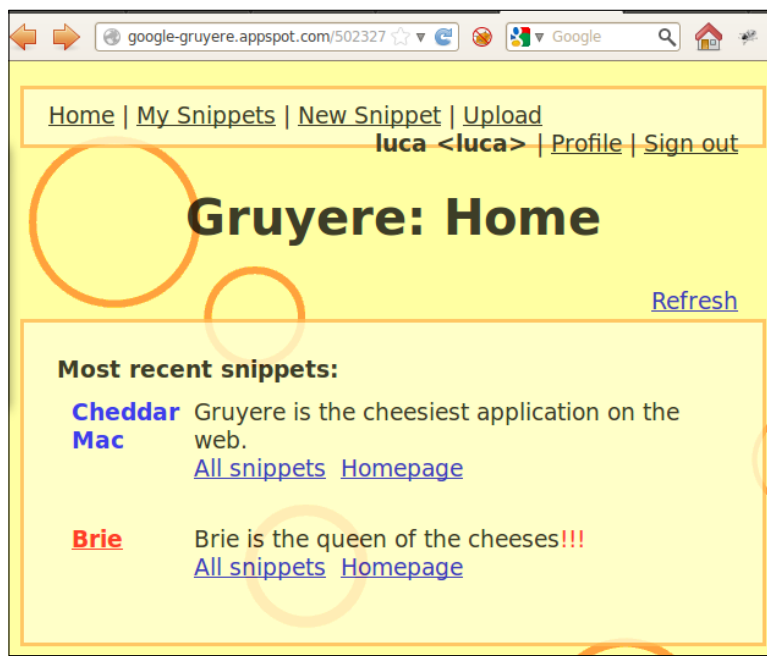 google-gruyere.appspot.com/502327
Google
Home | My Snippets | New Snippet | Upload
luca <luca> | Profile | Sign out
Gruyere: Home
Refresh
Most recent snippets:
Cheddar Mac
Gruyere is the cheesiest application on the
web.
All snippets Homepage
Brie
Brie is the queen of the cheeses!!!
All snippets Homepage